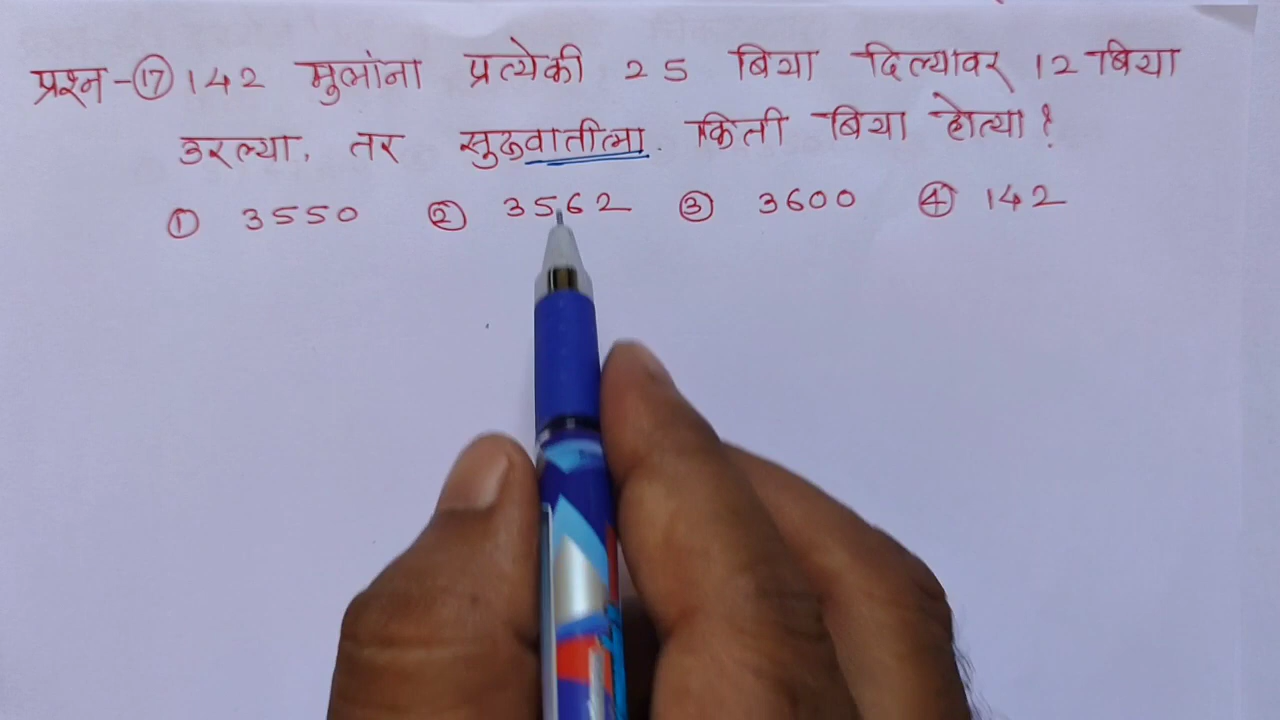 प्रश्न-⑰ 142 मुलांना प्रत्येकी 25 बिया दिल्यावर 12 बिया
उरल्या. तर सुरुवातीला. किती बिया होत्या?
① 3550 ② 3562 ③ 3600 ④ 142